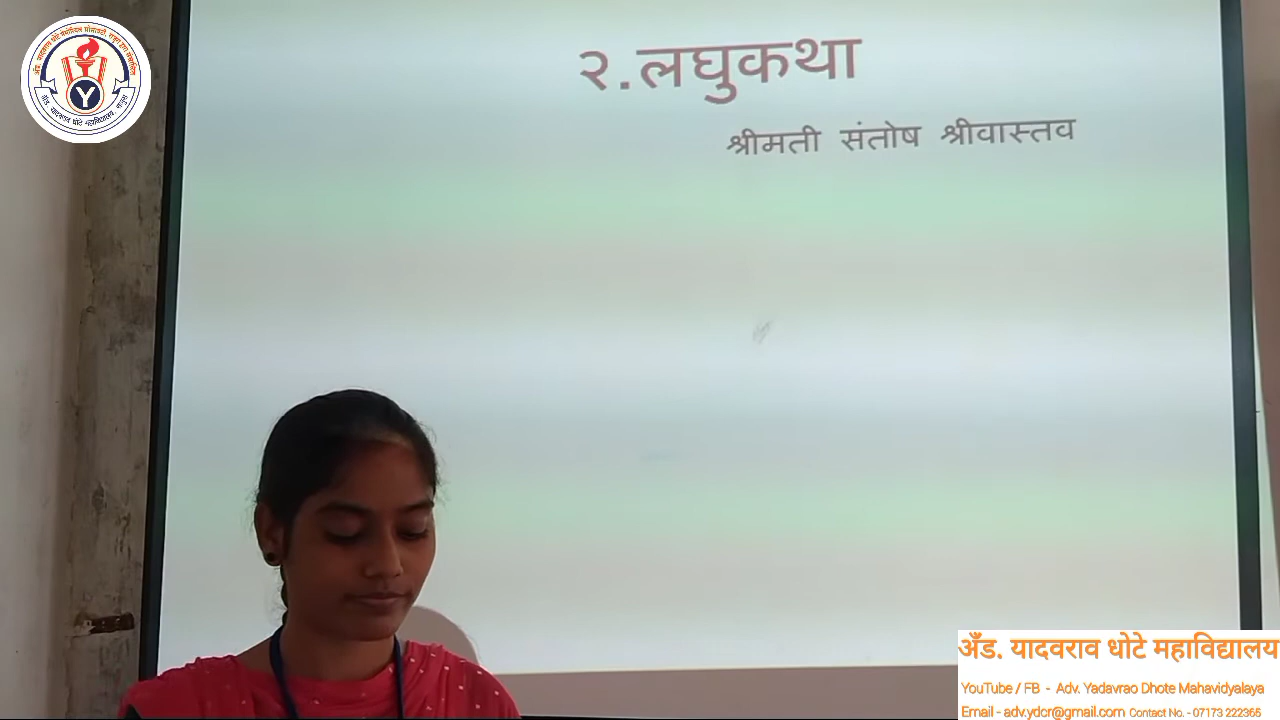 २.लघुकथा
श्रीमती संतोष श्रीवास्तव
Y
अँड. यादवराव धोटे महाविद्यालय
YouTube / FB - Adv. Yadavrao Dhote Mahavidyalaya
Email - adv.ydcr@gmail.com Contact No. - 07173 222365